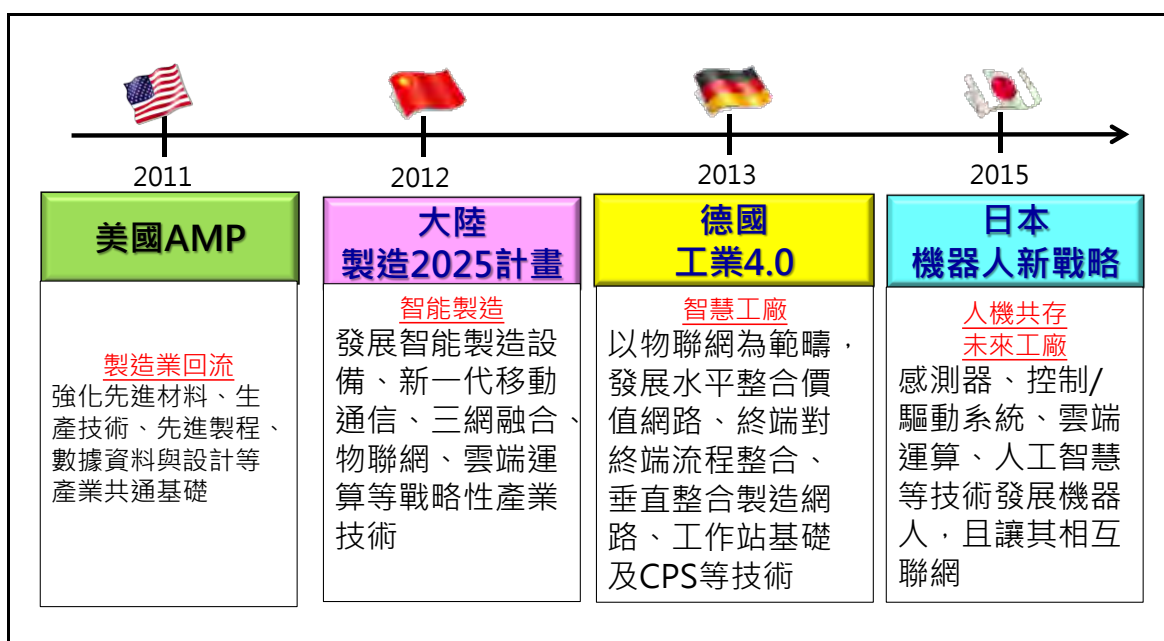 2011
美國AMP
製造業回流
強化先進材料、生
產技術、先進製程、
數據資料與設計等
產業共通基礎
2012
大陸
製造2025計畫
智能製造
發展智能製造設
備、新一代移動
通信、三網融合、
物聯網、雲端運
算等戰略性產業
技術
2013
德國
工業4.0
智慧工廠
以物聯網為範疇，
發展水平整合價
值網路、終端對
終端流程整合、
垂直整合製造網
路、工作站基礎
及CPS等技術
2015
日本
機器人新戰略
人機共存
未來工廠
感測器、控制/
驅動系統、雲端
運算、人工智慧
等技術發展機器
人，且讓其相互
聯網